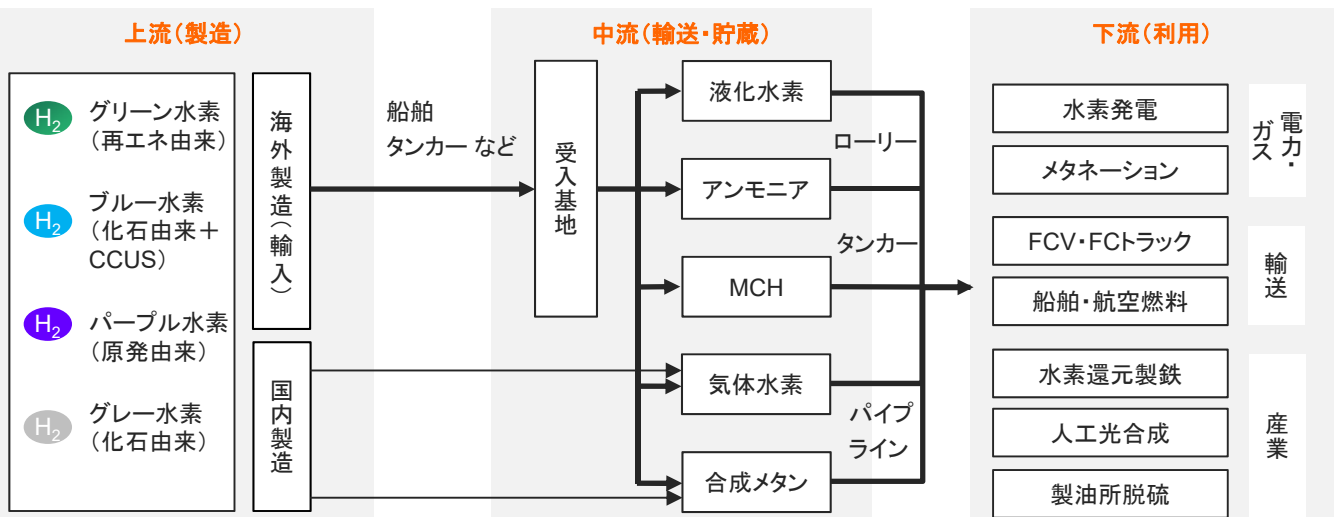 上流(製造)
H2
グリーン水素
(再エネ由来)
H2
ブルー水素
(化石由来+
CCUS)
H2
パープル水素
(原発由来)
H2
グレー水素
(化石由来)
海外製造(輸入)
国内製造
船舶
タンカー など
中流(輸送・貯蔵)
受入基地
液化水素
アンモニア
MCH
気体水素
合成メタン
ローリー
タンカー
パイプ
ライン
下流(利用)
水素発電
メタネーション
電力・
ガス
FCV・FCトラック
船舶・航空燃料
輸送
水素還元製鉄
人工光合成
製油所脱硫
産業